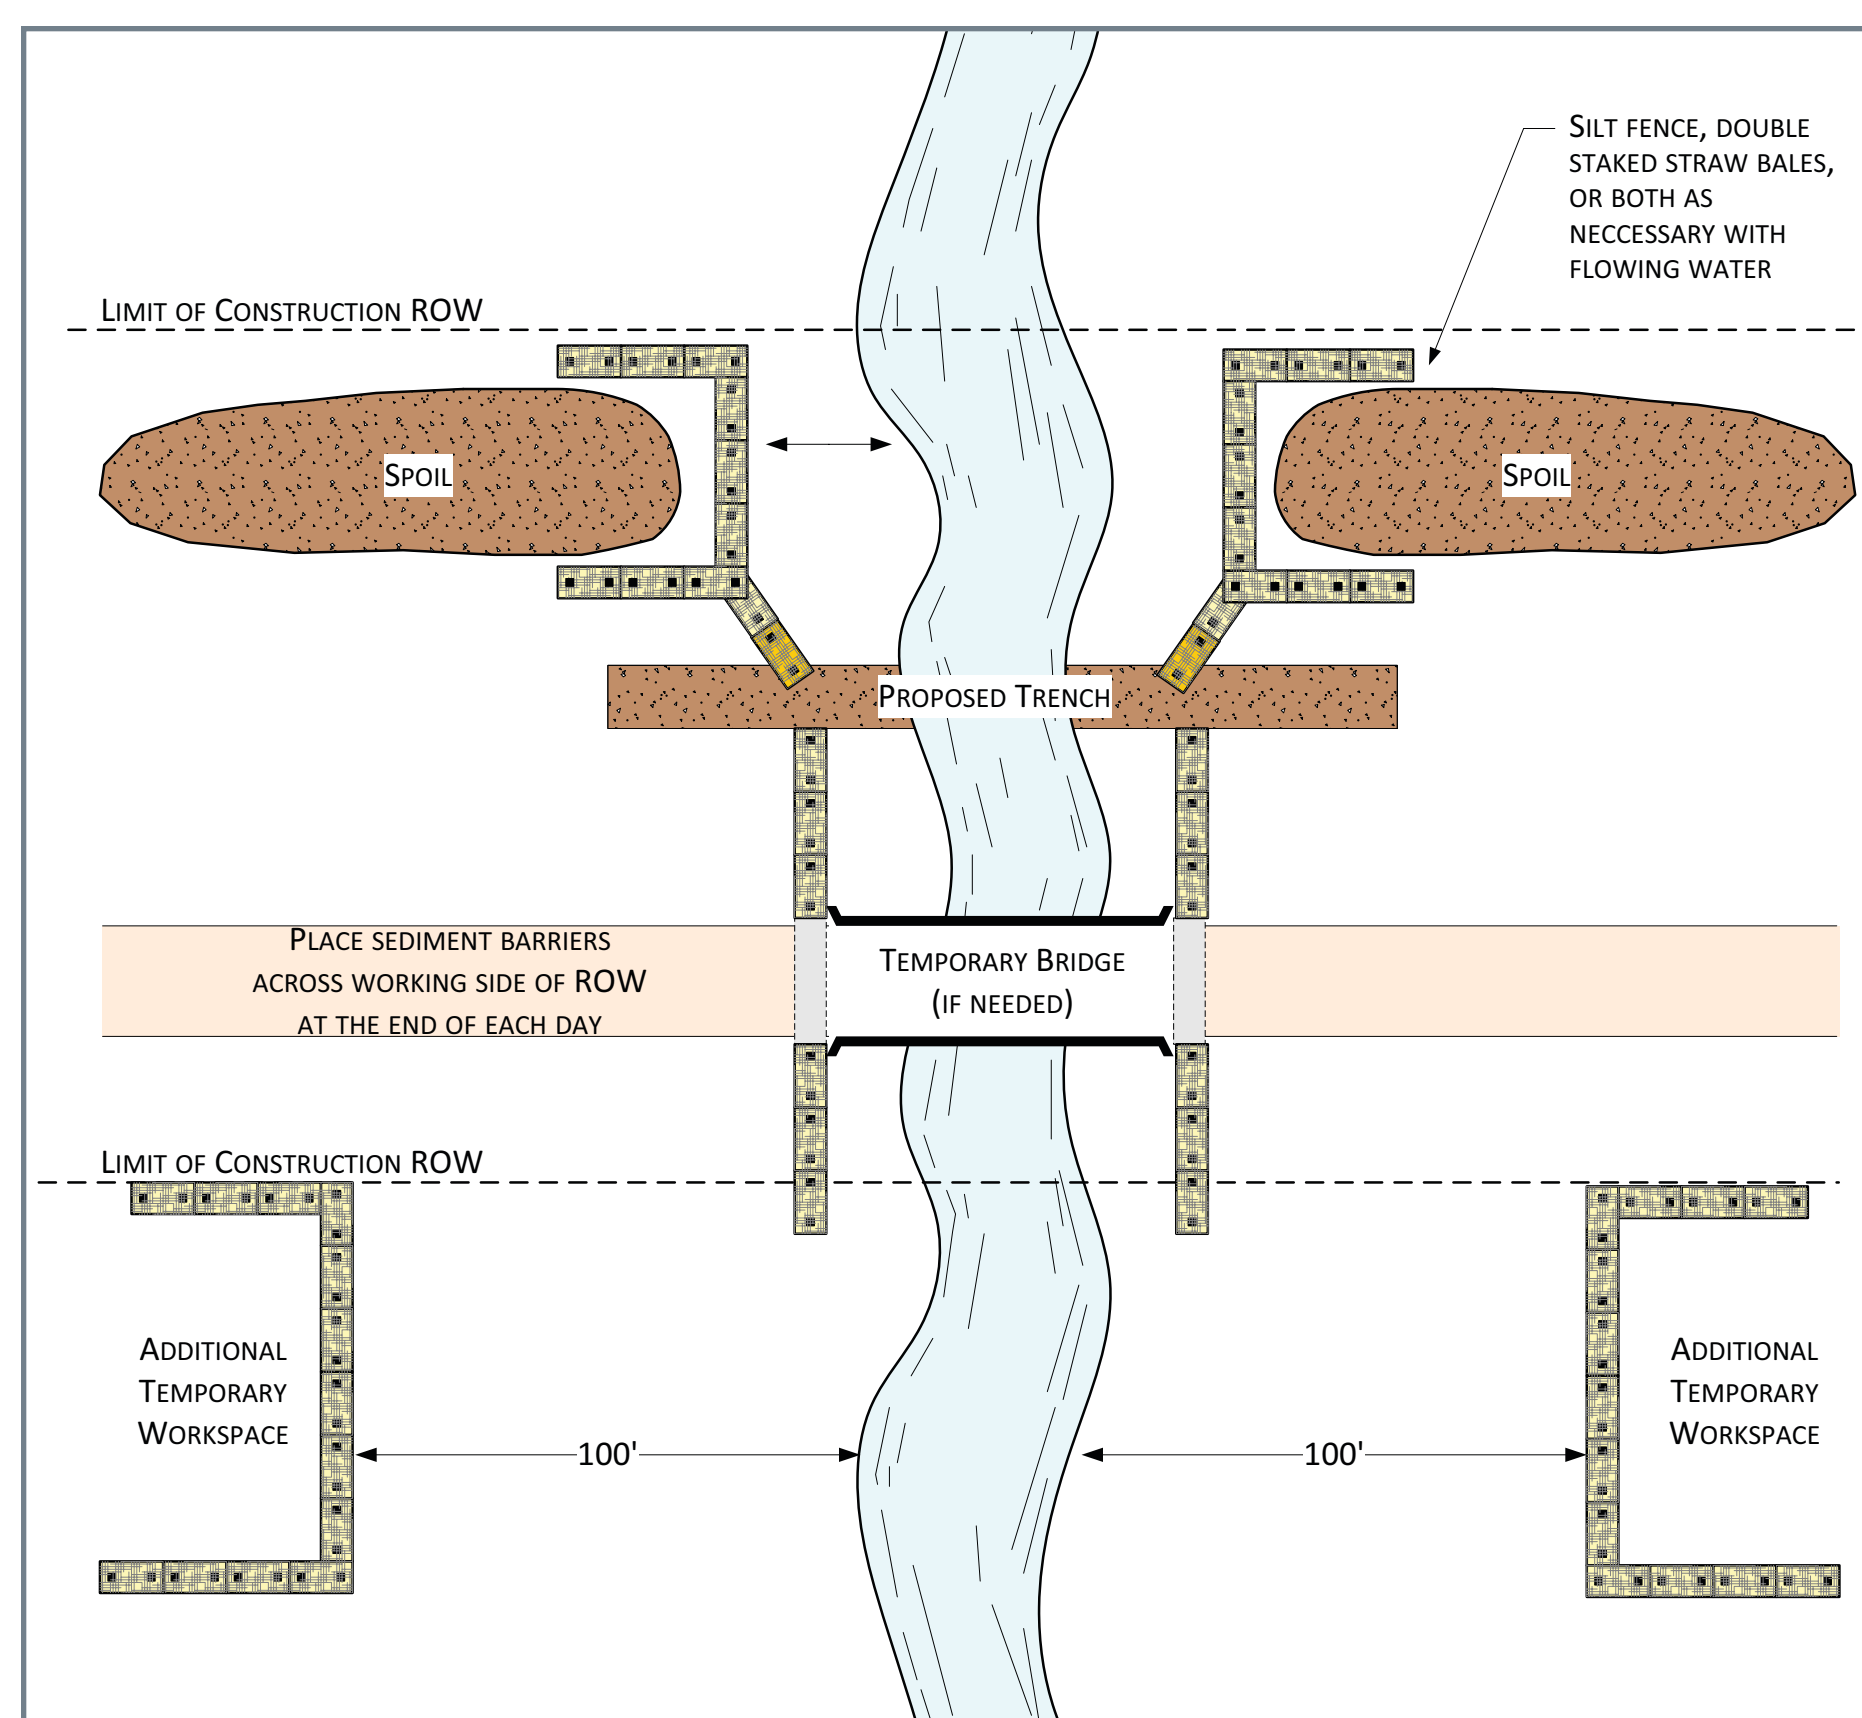 SILT FENCE, DOUBLE
STAKED STRAW BALES,
OR BOTH AS
NECCESSARY WITH
FLOWING WATER
LIMIT OF CONSTRUCTION ROW
SPOIL
SPOIL
PROPOSED TRENCH
PLACE SEDIMENT BARRIERS
ACROSS WORKING SIDE OF ROW
AT THE END OF EACH DAY
TEMPORARY BRIDGE
(IF NEEDED)
LIMIT OF CONSTRUCTION ROW
ADDITIONAL
TEMPORARY
WORKSPACE
100'
100'
ADDITIONAL
TEMPORARY
WORKSPACE